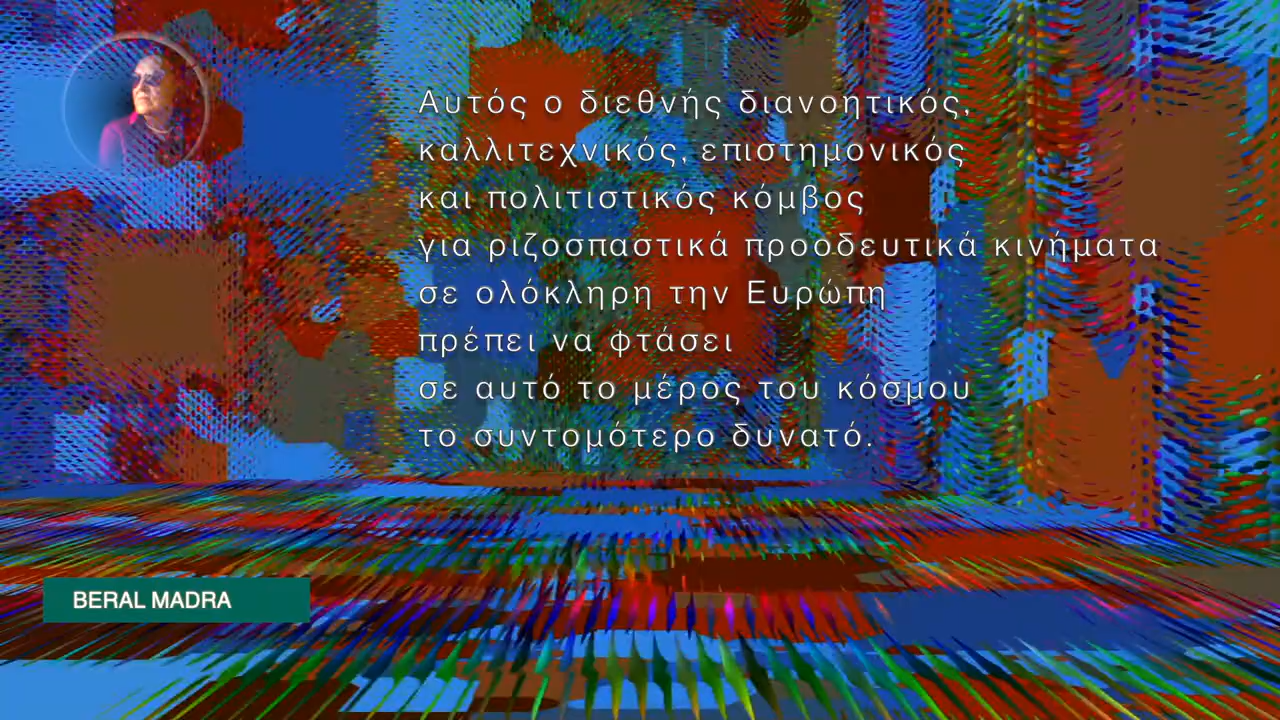 Αυτός ο διεθνής διανοητικός,
καλλιτεχνικός, επιστημονικός
και πολιτιστικός κόμβος
για ριζοσπαστικά προοδευτικά κινήματα
σε ολόκληρη την Ευρώπη
πρέπει να φτάσει
σε αυτό το μέρος του κόσμου
το συντομότερο δυνατό.
BERAL MADRA